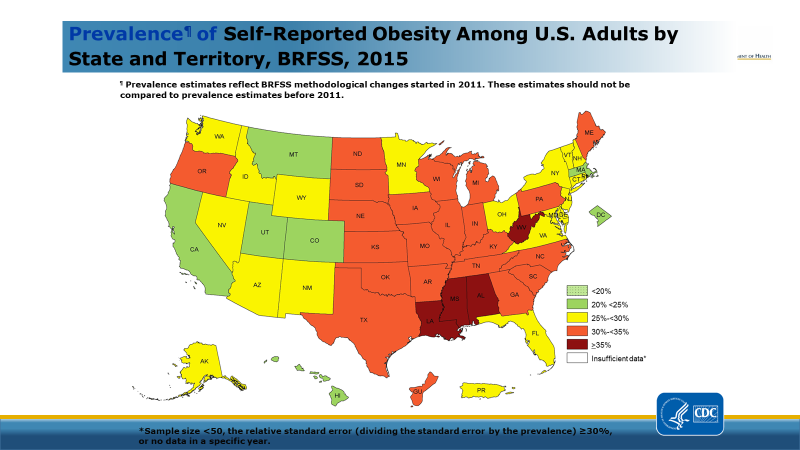 Prevalence¶ of Self-Reported Obesity Among U.S. Adults by
State and Territory, BRFSS, 2015
MENT OF HEALTH
¶ Prevalence estimates reflect BRFSS methodological changes started in 2011. These estimates should not be
compared to prevalence estimates before 2011.
WA
MT
ND
MN
ME
VT
NH
OR
ID
SD
WI
MI
NY
MA
CT
WY
IA
NE
PA
NJ
NV
UT
CO
IL
IN
OH
MD
DE
DC
CA
KS
MO
WV
VA
KY
NC
AZ
NM
OK
AR
TN
SC
MS
AL
GA
TX
LA
FL
AK
HI
GU
PR
<20%
20% <25%
25%-<30%
30%-<35%
≥35%
Insufficient data*
CDC
*Sample size <50, the relative standard error (dividing the standard error by the prevalence) ≥30%,
or no data in a specific year.